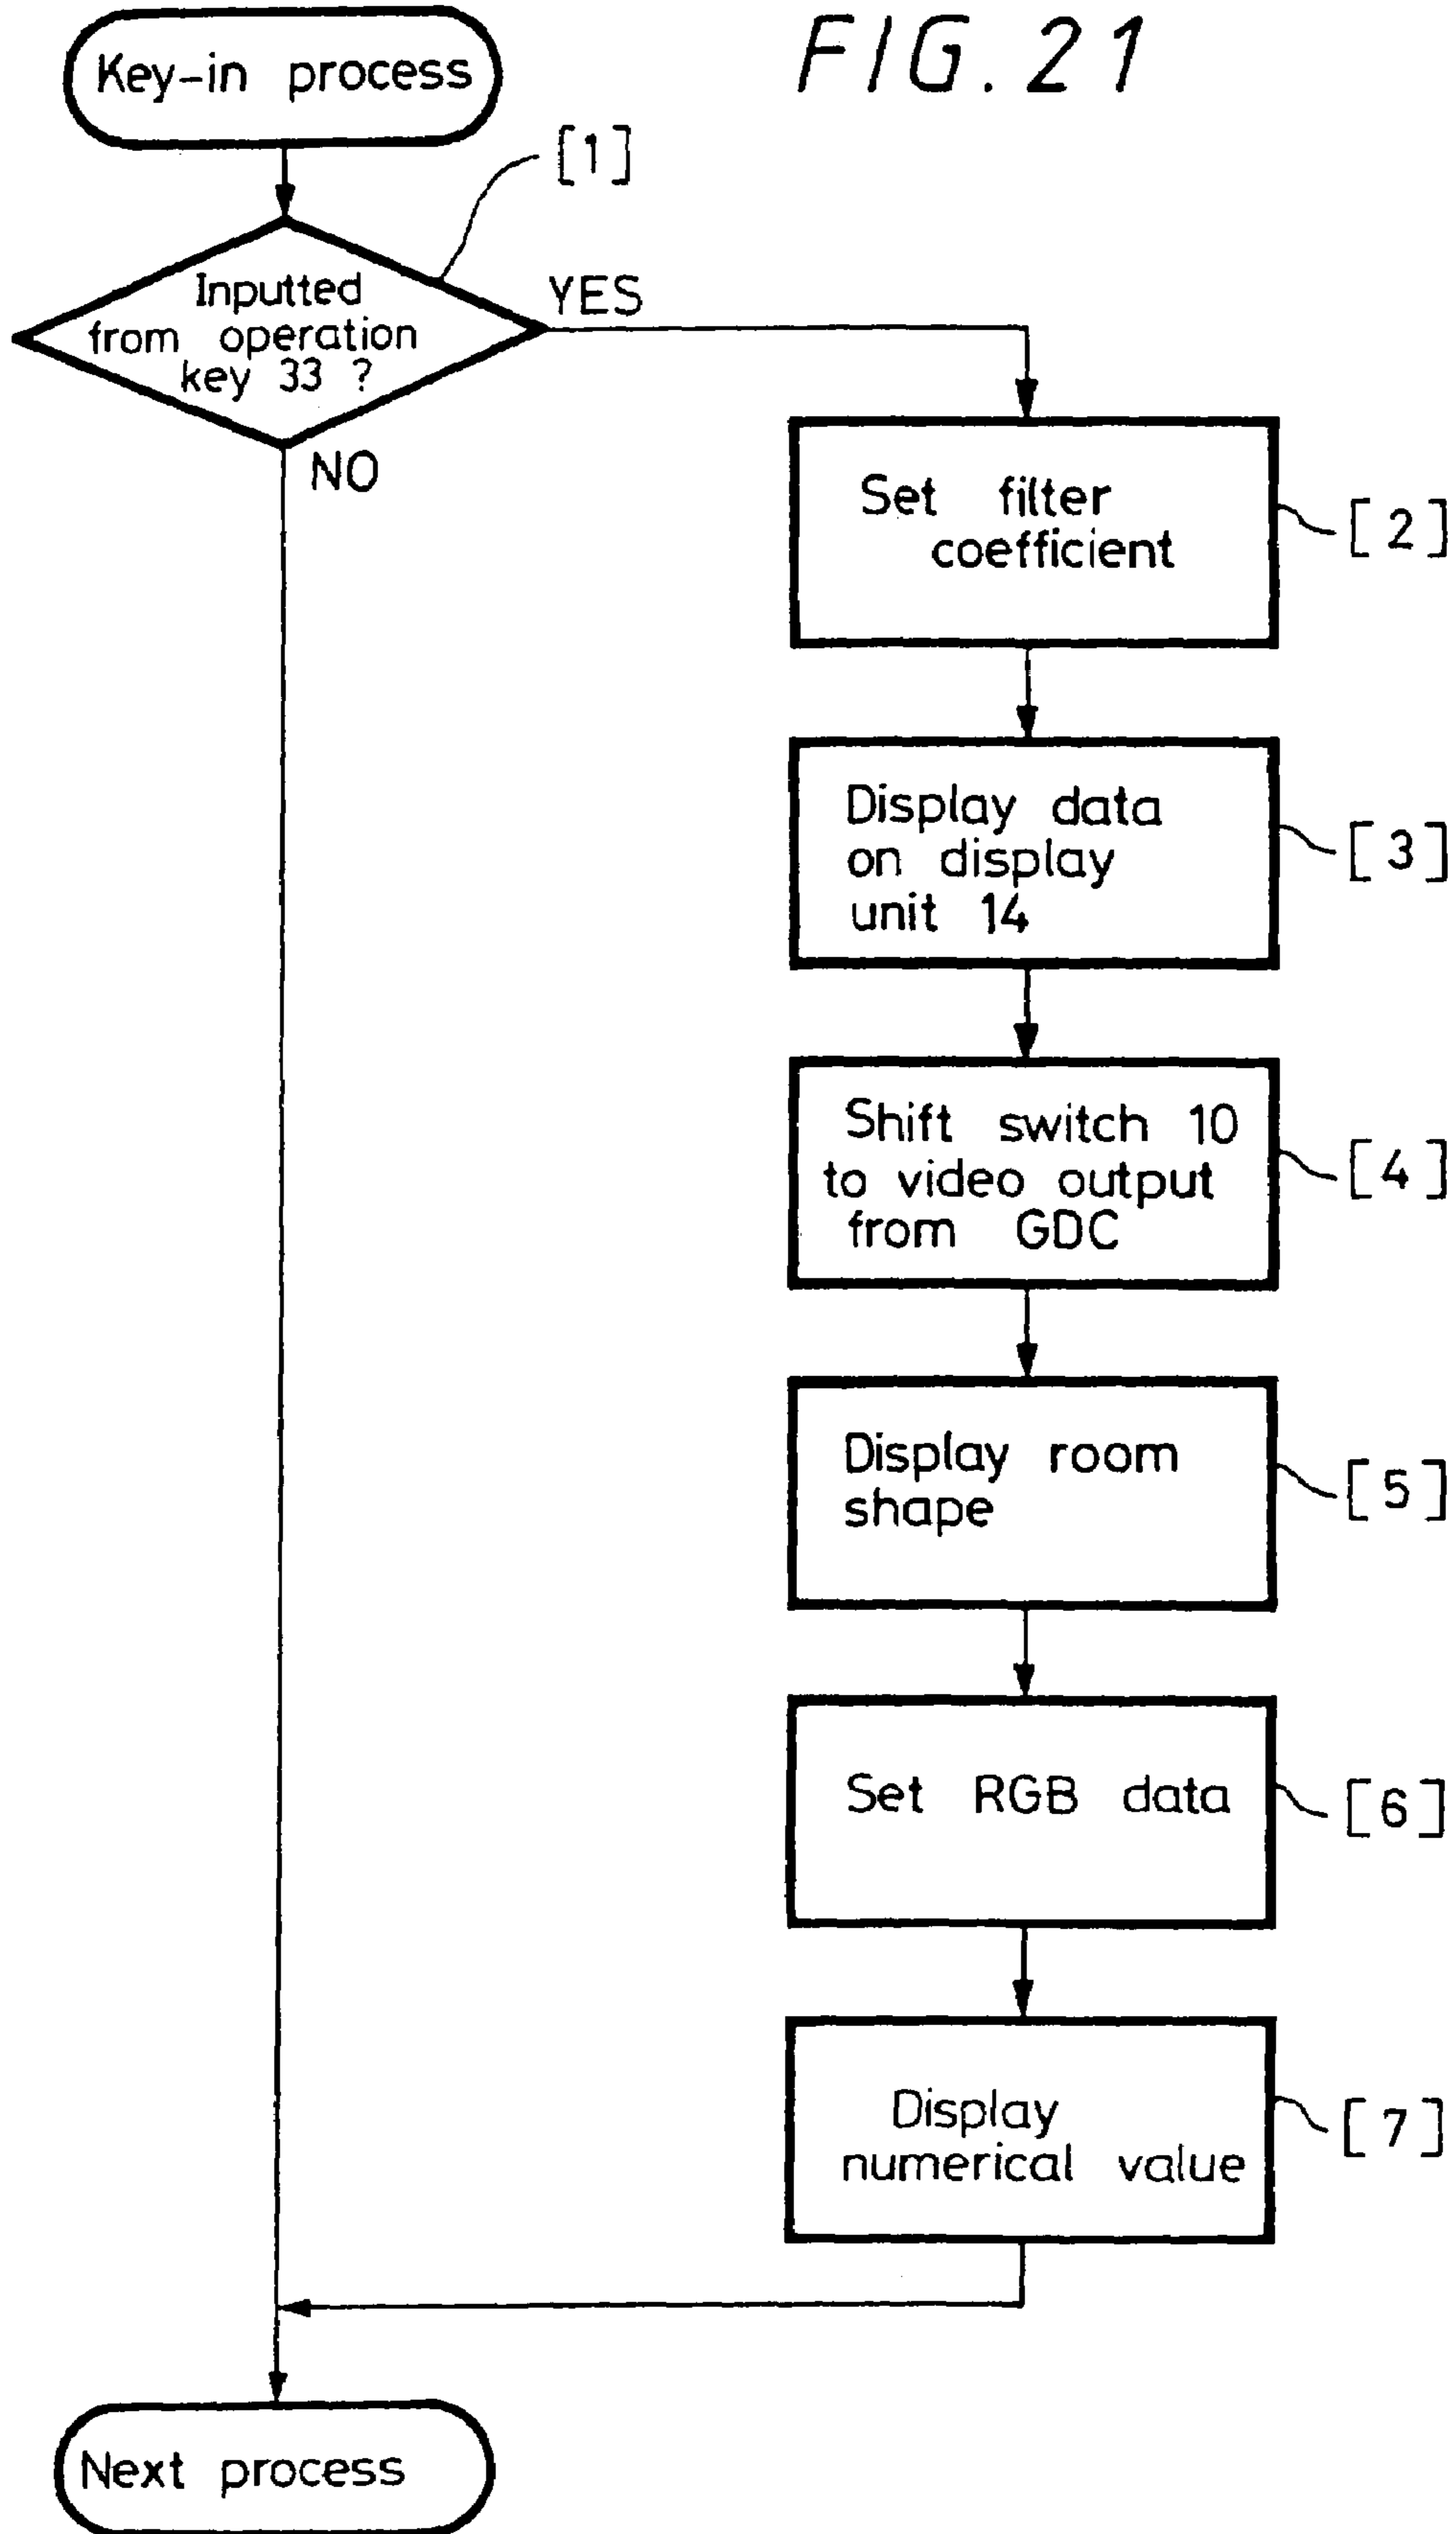 FIG. 21
Key-in process
[1]
Inputted
from operation
key 33 ?
YES
NO
Set filter
coefficient
[2]
Display data
on display
unit 14
[3]
Shift switch 10
to video output
from GDC
[4]
Display room
shape
[5]
Set RGB data
[6]
Display
numerical value
[7]
Next process